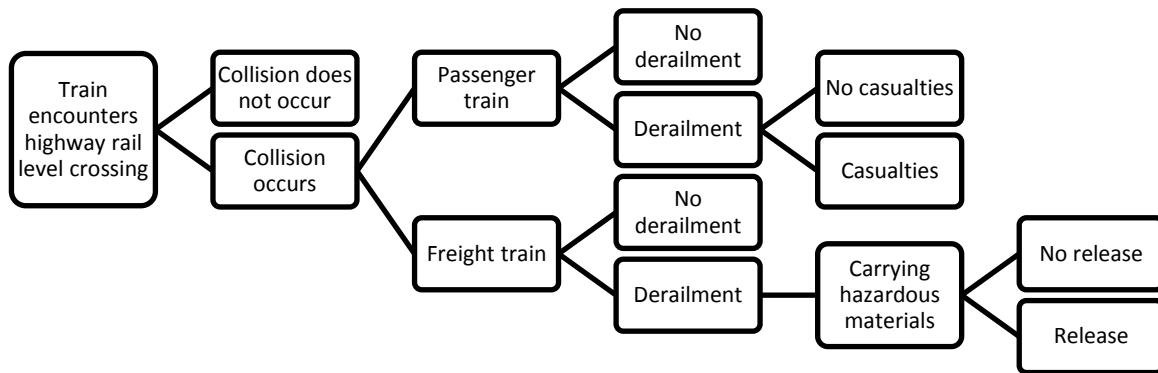 Train
encounters
highway rail
level crossing
Collision does
not occur
Collision
occurs
Passenger
train
Freight train
No
derailment
Derailment
No
derailment
Derailment
No casualties
Casualties
Carrying
hazardous
materials
No release
Release